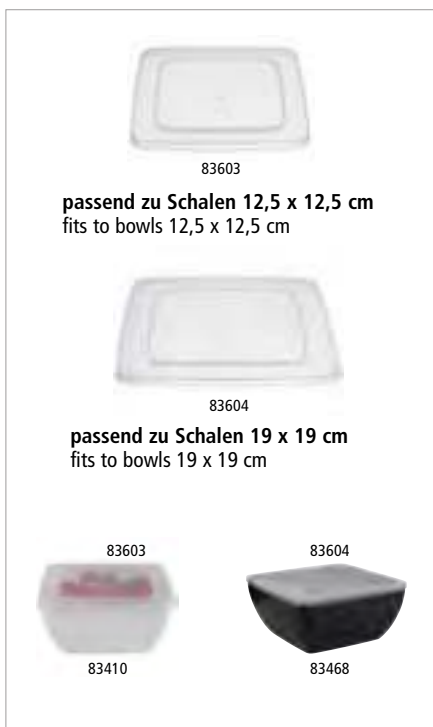 83603
passend zu Schalen 12,5 x 12,5 cm
fits to bowls 12,5 x 12,5 cm
83604
passend zu Schalen 19 x 19 cm
fits to bowls 19 x 19 cm
83603
83604
83410
83468